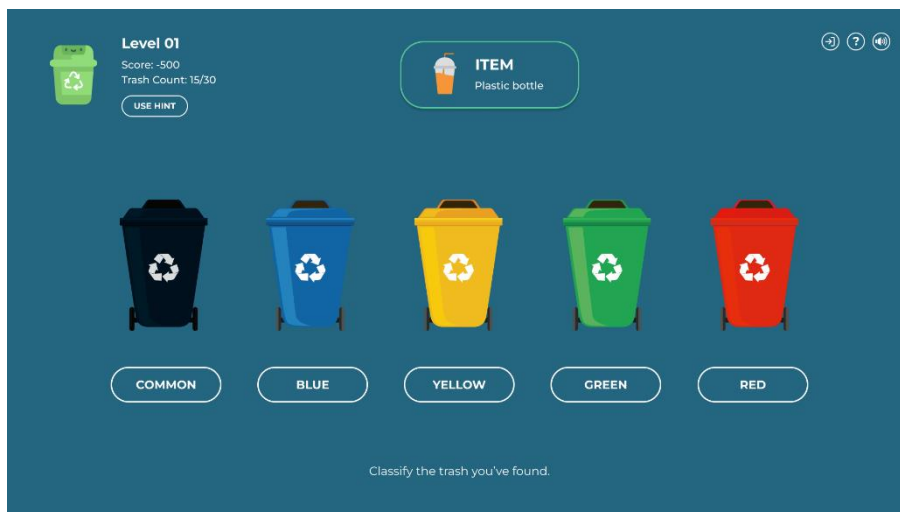 Level 01
Score: -500
Trash Count: 15/30
USE HINT
ITEM
Plastic bottle
?
COMMON
BLUE
YELLOW
GREEN
RED
Classify the trash you've found.